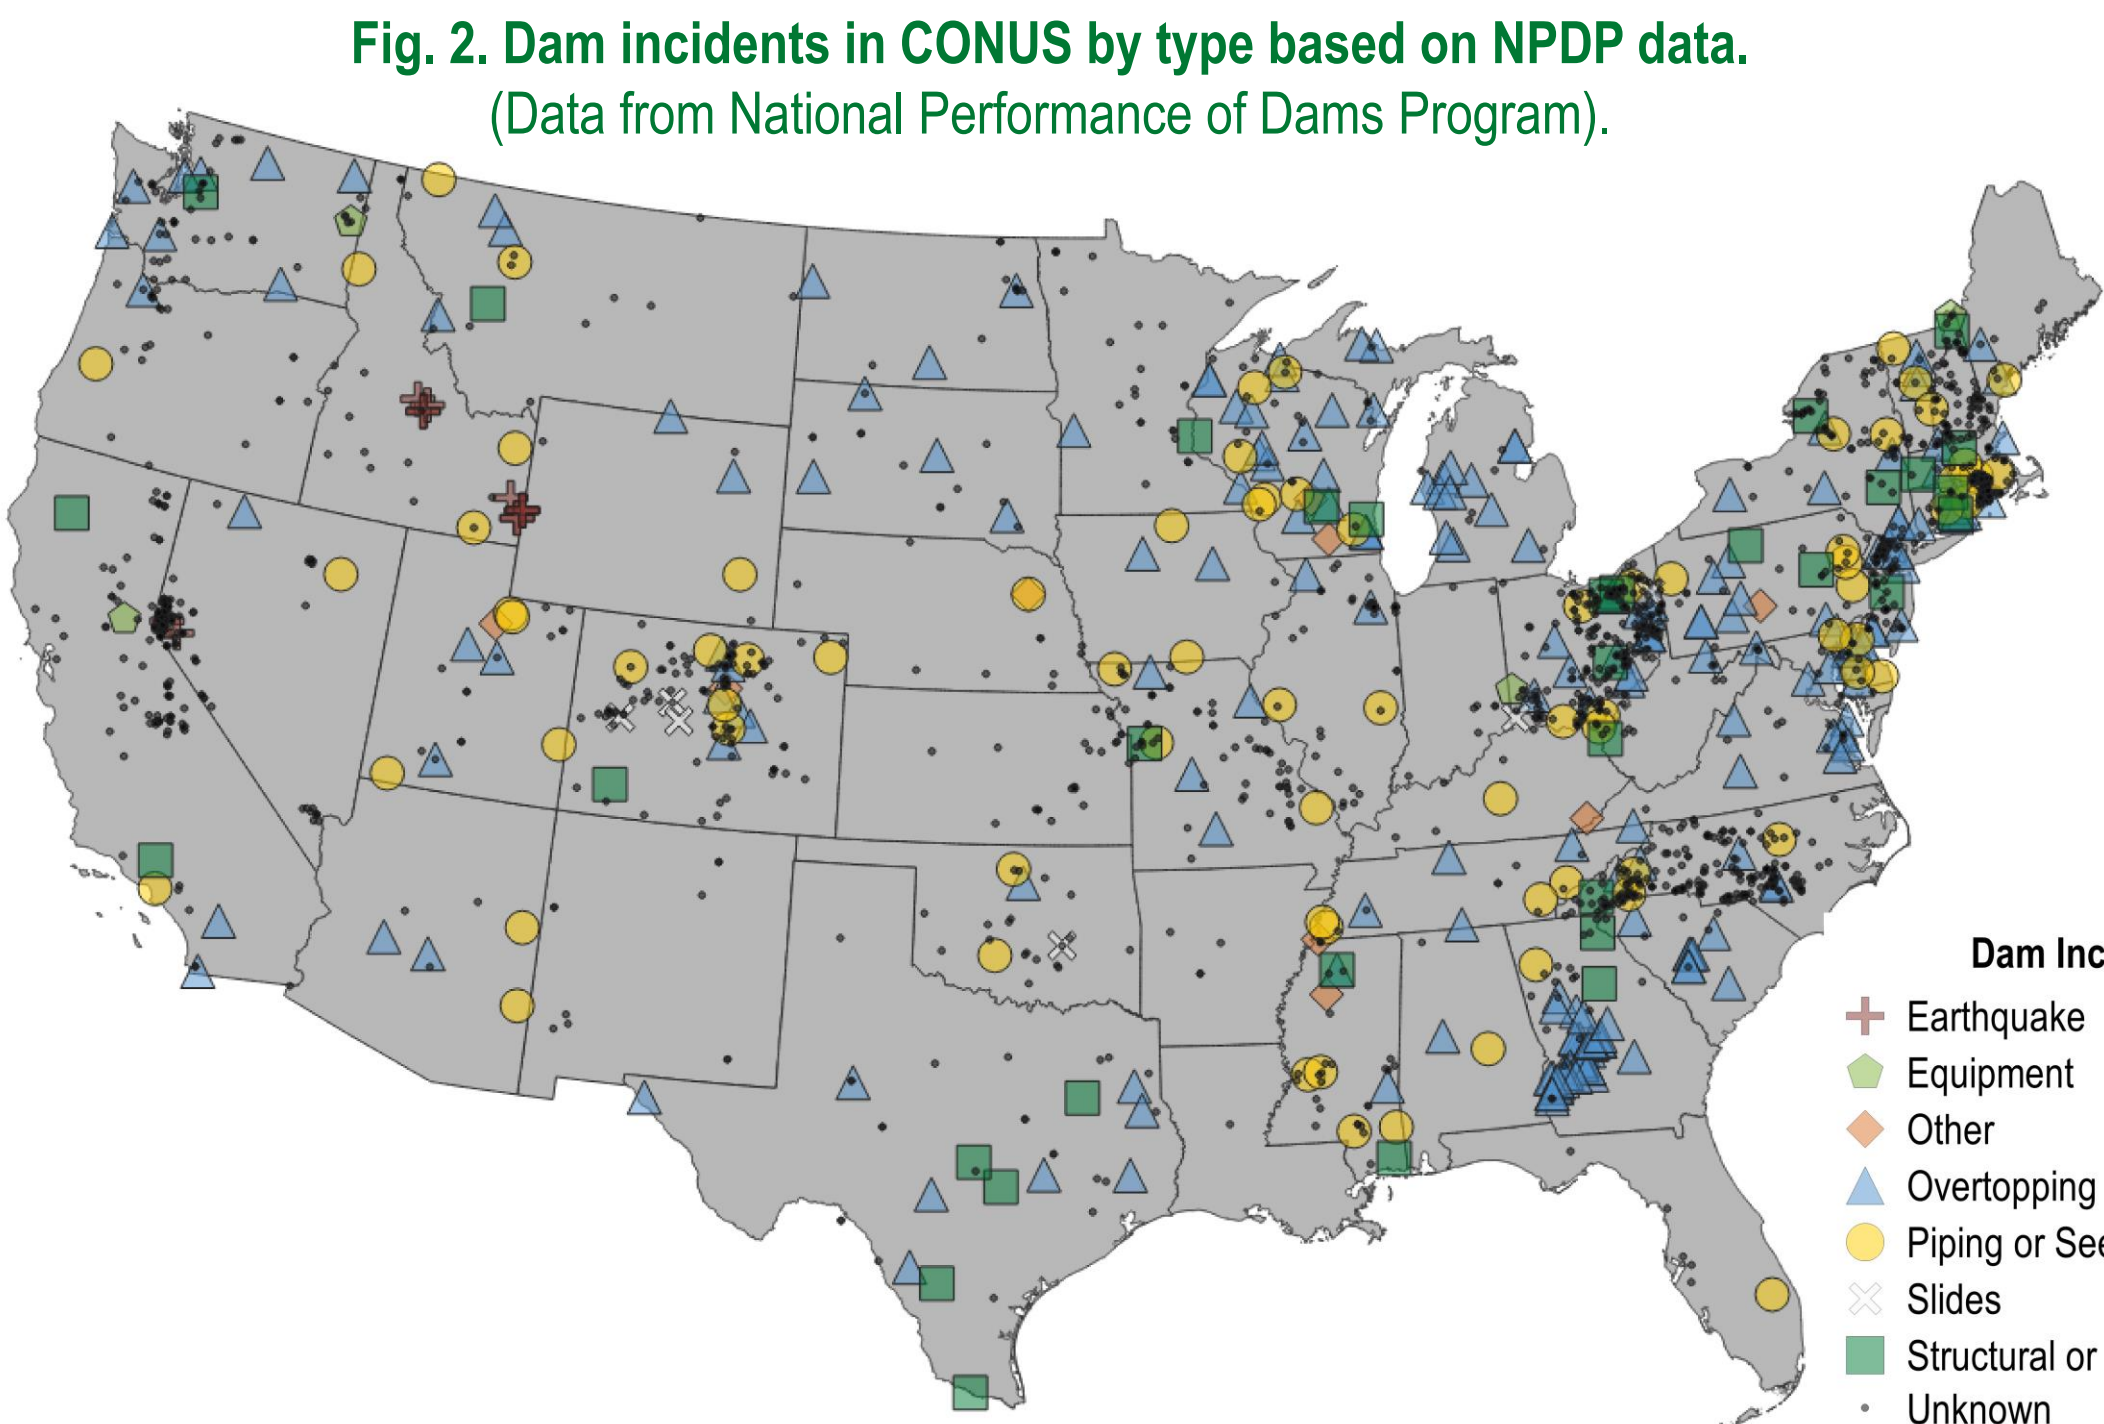 Fig. 2. Dam incidents in CONUS by type based on NPDP data.
(Data from National Performance of Dams Program).
Dam Inc
Earthquake
Equipment
Other
Overtopping
Piping or See
Slides
Structural or
Unknown